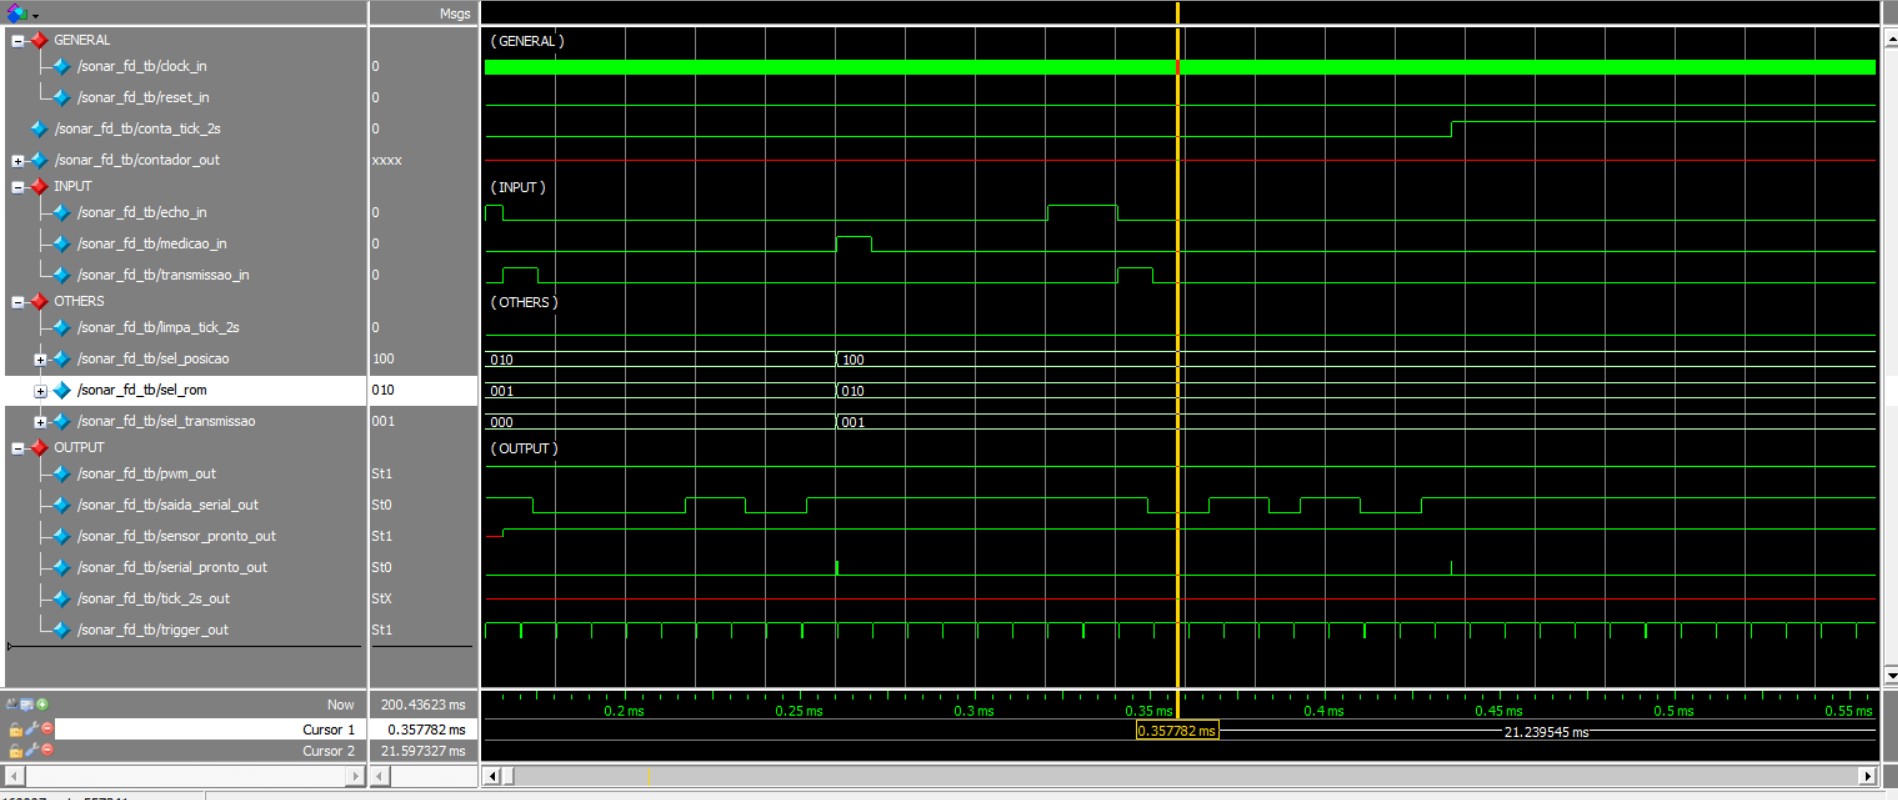 Msgs
GENERAL
( GENERAL )
/sonar_fd_tb/clock_in 0
/sonar_fd_tb/reset_in 0
/sonar_fd_tb/conta_tick_2s 0
/sonar_fd_tb/contador_out xxxx
INPUT
( INPUT )
/sonar_fd_tb/echo_in 0
/sonar_fd_tb/medicao_in 0
/sonar_fd_tb/transmissao_in 0
OTHERS
( OTHERS )
/sonar_fd_tb/limpa_tick_2s 0
/sonar_fd_tb/sel_posicao 100 010 100
/sonar_fd_tb/sel_rom 010 001 010
/sonar_fd_tb/sel_transmissao 001 000 001
OUTPUT
( OUTPUT )
/sonar_fd_tb/pwm_out St1
/sonar_fd_tb/saida_serial_out St0
/sonar_fd_tb/sensor_pronto_out St1
/sonar_fd_tb/serial_pronto_out St0
/sonar_fd_tb/tick_2s_out StX
/sonar_fd_tb/trigger_out St1
Now 200.43623 ms 0.2 ms 0.25 ms 0.3 ms 0.35 ms 0.4 ms 0.45 ms 0.5 ms 0.55 ms
Cursor 1 0.357782 ms 0.357782 ms 21.239545 ms
Cursor 2 21.597327 ms